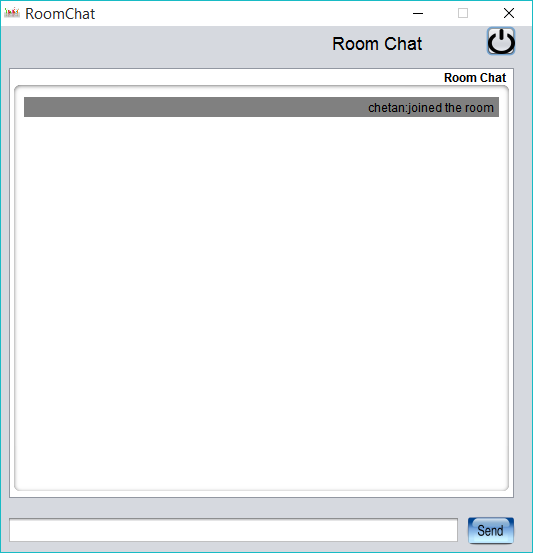 RoomChat
Room Chat
Room Chat
chetan:joined the room
Send